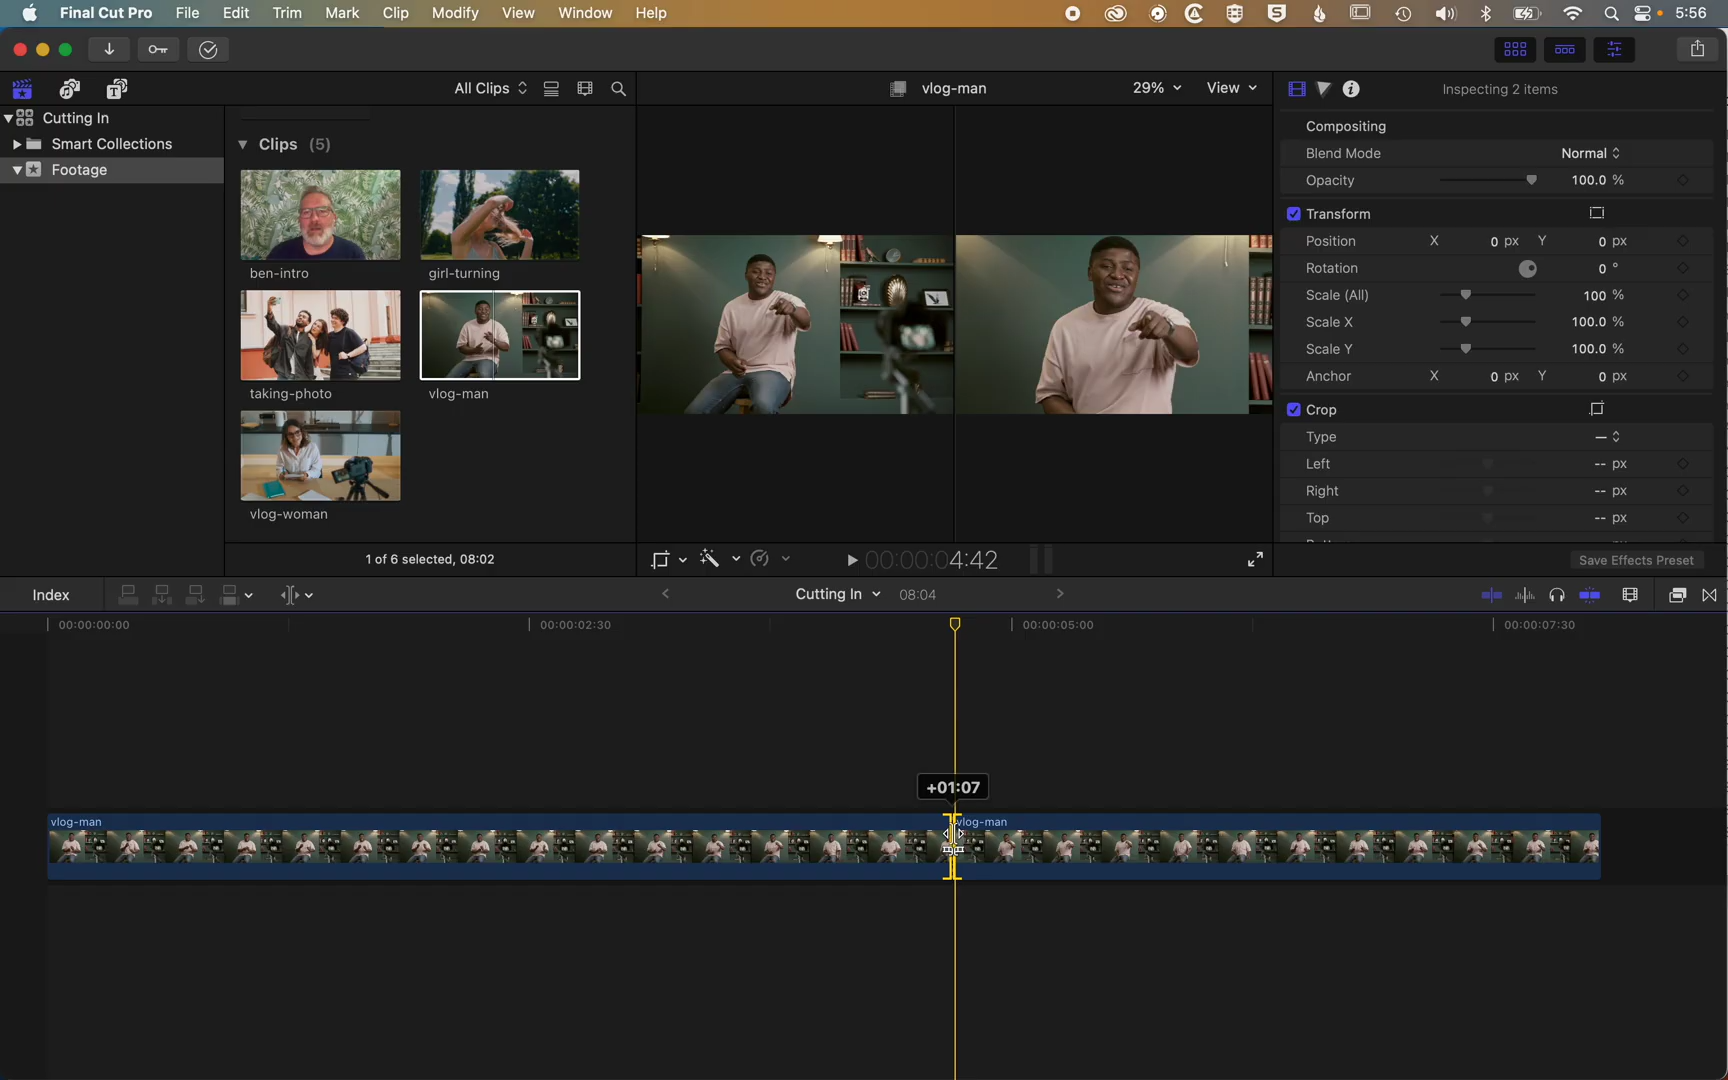 Final Cut Pro File Edit Trim Mark Clip Modify View Window Help 5:56
All Clips
vlog-man 29% View
Inspecting 2 items
Cutting In
Smart Collections
Footage
Clips (5)
ben-intro girl-turning
taking-photo vlog-man
vlog-woman
1 of 6 selected, 08:02
00:00:00:04:42
Compositing
Blend Mode Normal
Opacity 100.0 %
Transform
Position X 0 px Y 0 px
Rotation 0 °
Scale (All) 100 %
Scale X 100.0 %
Scale Y 100.0 %
Anchor X 0 px Y 0 px
Crop
Type —
Left -- px
Right -- px
Top -- px
Save Effects Preset
Index Cutting In 08:04
00:00:00:00 00:00:02:30 00:00:05:00 00:00:07:30
+01:07
vlog-man vlog-man